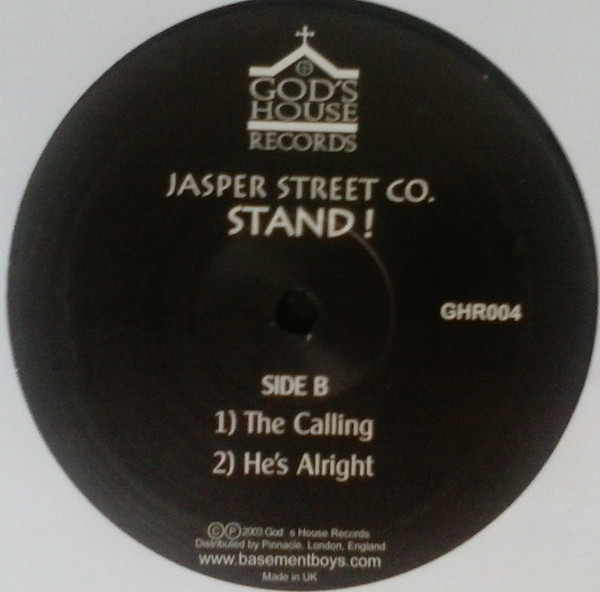 GOD'S
HOUSE
RECORDS
JASPER STREET CO.
STAND!
GHR004
SIDE B
1) The Calling
2) He's Alright
©℗2003 God s House Records
Distributed by Pinnacle, London, England
www.basementboys.com
Made in UK